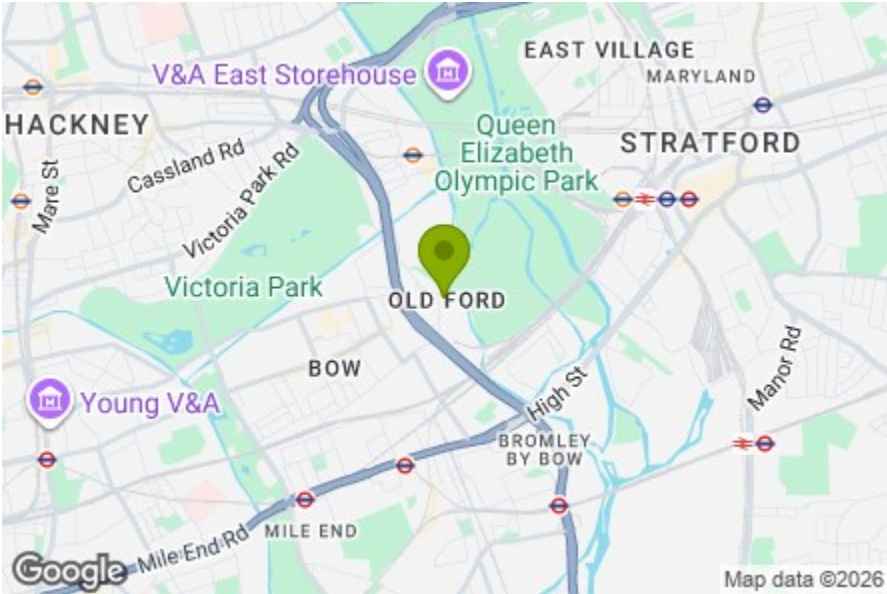 EAST VILLAGE
V&A East Storehouse
MARYLAND
HACKNEY
Queen
Elizabeth
Olympic Park
STRATFORD
Cassland Rd
Mare St
Victoria Park Rd
Victoria Park
OLD FORD
BOW
Manor Rd
Young V&A
High St
BROMLEY
BY BOW
MILE END
Mile End Rd
Google
Map data ©2026